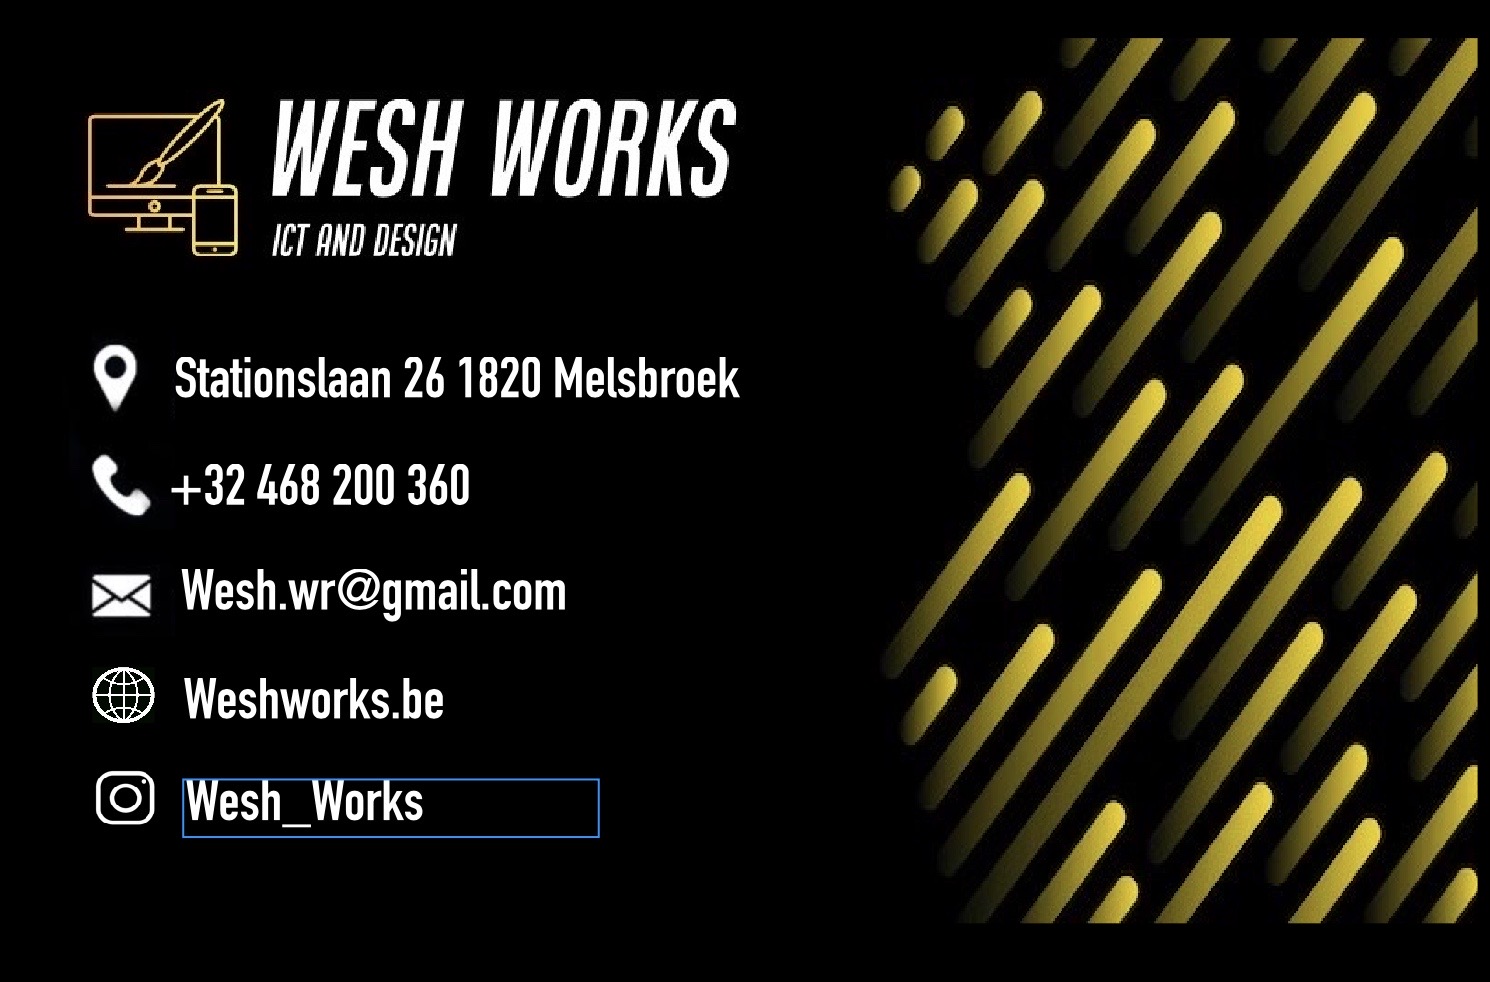 WESH WORKS
ICT AND DESIGN
Stationslaan 26 1820 Melsbroek
+32 468 200 360
Wesh.wr@gmail.com
Weshworks.be
Wesh_Works